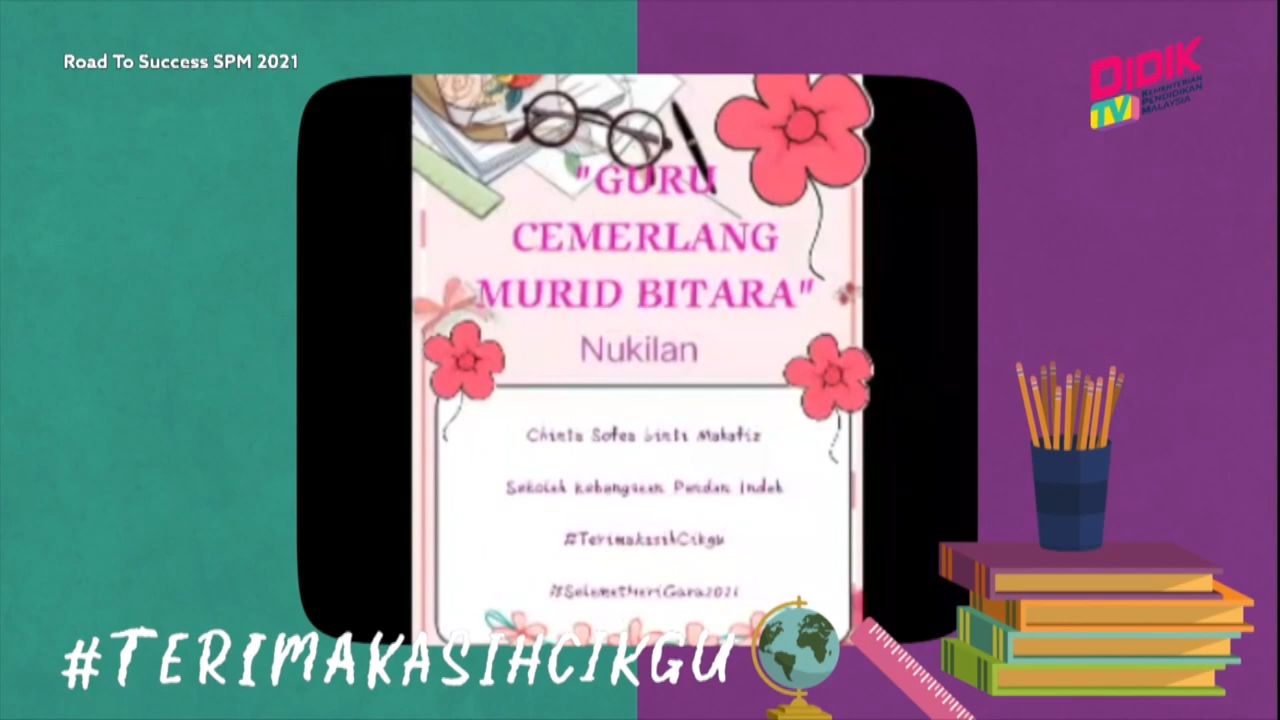 Road To Success SPM 2021
DIDIK
TV
KEMENTERIAN
PENDIDIKAN
MALAYSIA
"GURU
CEMERLANG
MURID BITARA"
Nukilan
Chinta Sofea binti Makhfiz
Sekolah Kebangsaan Pandan Indah
#TerimakasihCikgu
#SelamatHariGuru2021
#TERIMAKASIHCIKGU